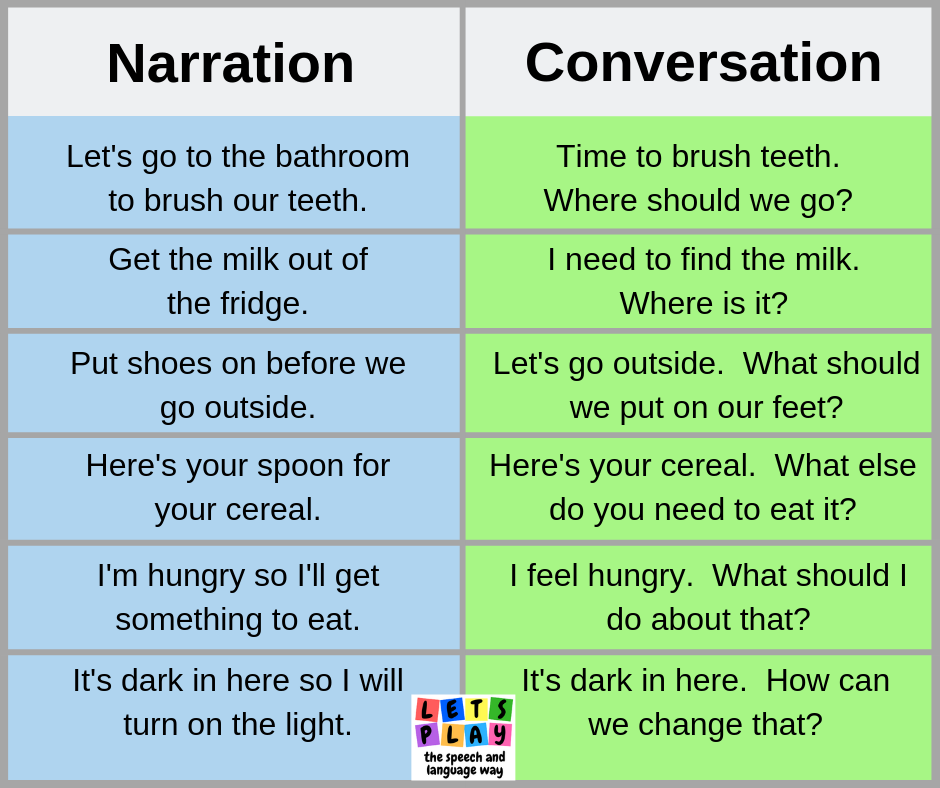 Narration
Conversation
Let's go to the bathroom
to brush our teeth.
Time to brush teeth.
Where should we go?
Get the milk out of
the fridge.
I need to find the milk.
Where is it?
Put shoes on before we
go outside.
Let's go outside.  What should
we put on our feet?
Here's your spoon for
your cereal.
Here's your cereal.  What else
do you need to eat it?
I'm hungry so I'll get
something to eat.
I feel hungry.  What should I
do about that?
It's dark in here so I will
turn on the light.
It's dark in here.  How can
we change that?
LETS
PLAY
the speech and
language way